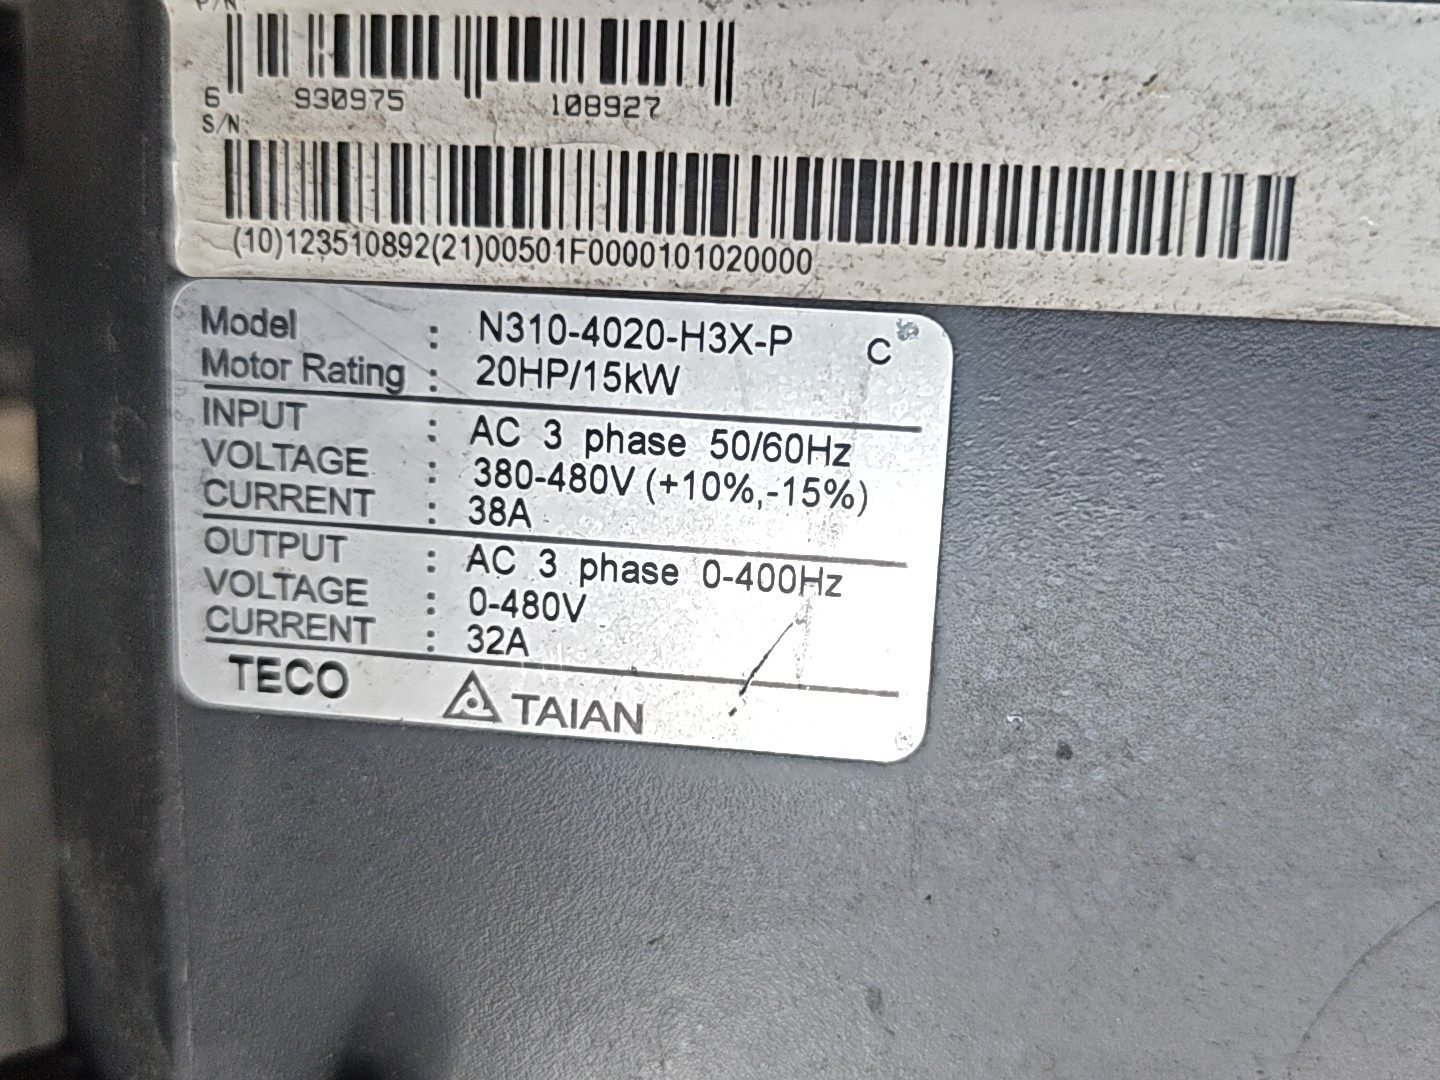 P/N:
6 930975 108927
S/N:
(10)123510892(21)00501F0000101020000
Model : N310-4020-H3X-P C
Motor Rating : 20HP/15kW
INPUT : AC 3 phase 50/60Hz
VOLTAGE : 380-480V (+10%,-15%)
CURRENT : 38A
OUTPUT : AC 3 phase 0-400Hz
VOLTAGE : 0-480V
CURRENT : 32A
TECO TAIAN